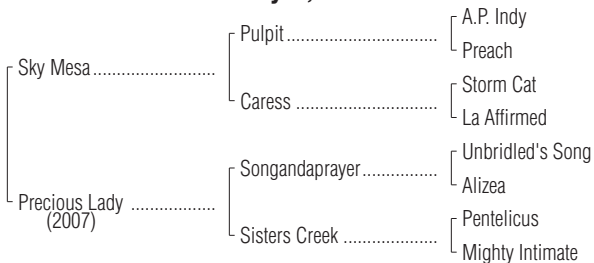 A.P. Indy
Pulpit
Preach
Sky Mesa
Storm Cat
Caress
La Affirmed
Unbridled's Song
Songandaprayer
Alizea
Precious Lady
(2007)
Pentelicus
Sisters Creek
Mighty Intimate